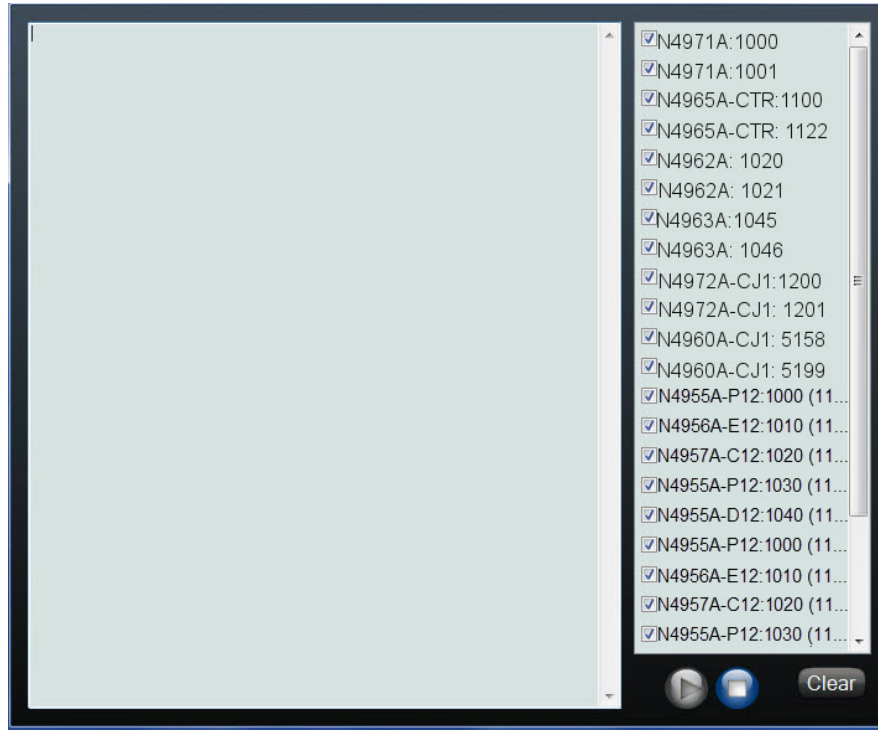 N4971A:1000
N4971A:1001
N4965A-CTR:1100
N4965A-CTR: 1122
N4962A: 1020
N4962A: 1021
N4963A:1045
N4963A: 1046
N4972A-CJ1:1200
N4972A-CJ1: 1201
N4960A-CJ1: 5158
N4960A-CJ1: 5199
N4955A-P12:1000 (11...
N4956A-E12:1010 (11...
N4957A-C12:1020 (11...
N4955A-P12:1030 (11...
N4955A-D12:1040 (11...
N4955A-P12:1000 (11...
N4956A-E12:1010 (11...
N4957A-C12:1020 (11...
N4955A-P12:1030 (11...
Clear